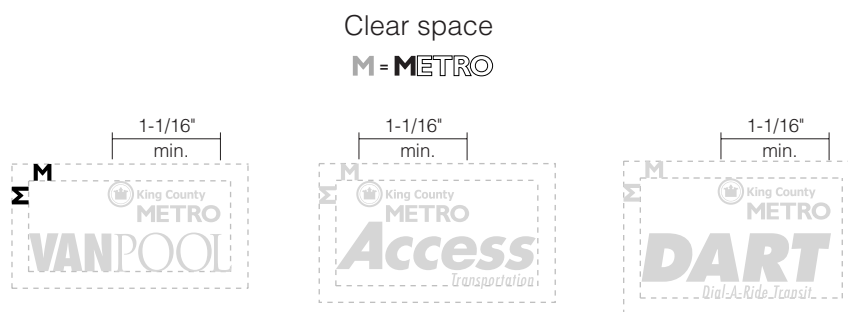 Clear space
M = METRO
1-1/16"
min.
M
M
King County
METRO
VANPOOL
1-1/16"
min.
M
M
King County
METRO
Access
Transportation
1-1/16"
min.
M
M
King County
METRO
DART
Dial-A-Ride Transit